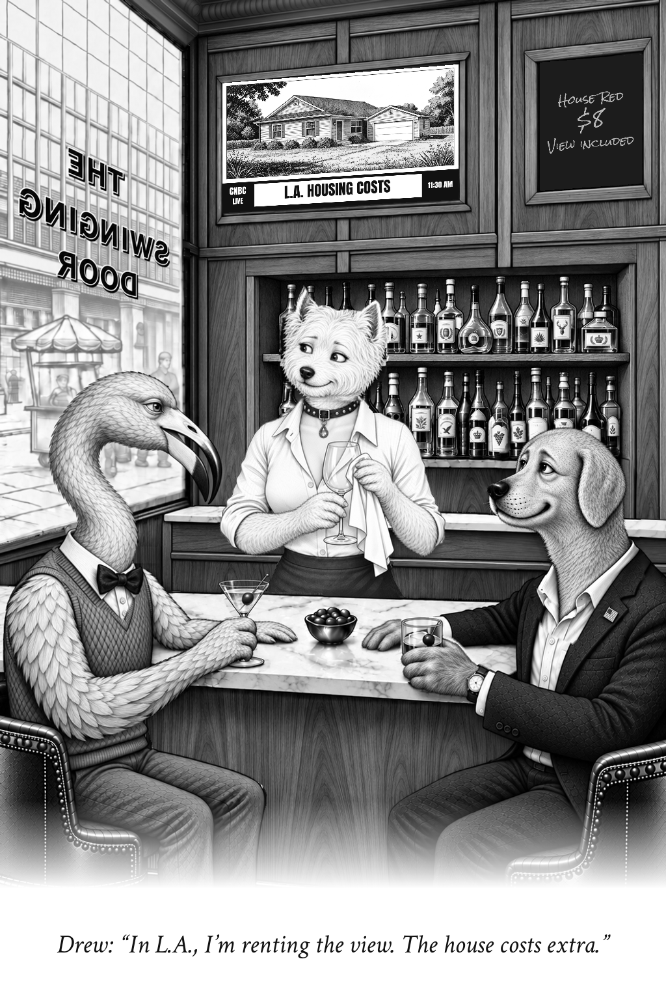 THE
SWINGING
DOOR
CNBC
LIVE
L.A. HOUSING COSTS
11:30 AM
House Red
$8
View included
Drew: “In L.A., I’m renting the view. The house costs extra.”